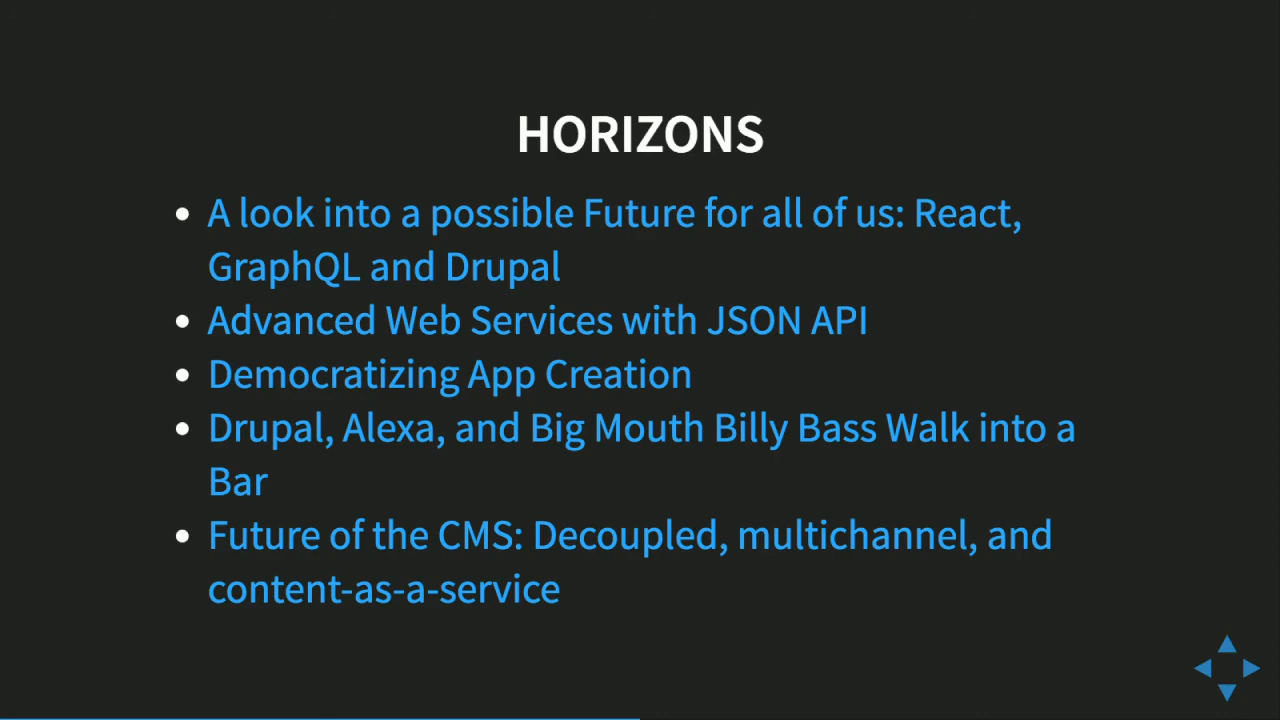 HORIZONS
A look into a possible Future for all of us: React,
GraphQL and Drupal
Advanced Web Services with JSON API
Democratizing App Creation
Drupal, Alexa, and Big Mouth Billy Bass Walk into a
Bar
Future of the CMS: Decoupled, multichannel, and
content-as-a-service